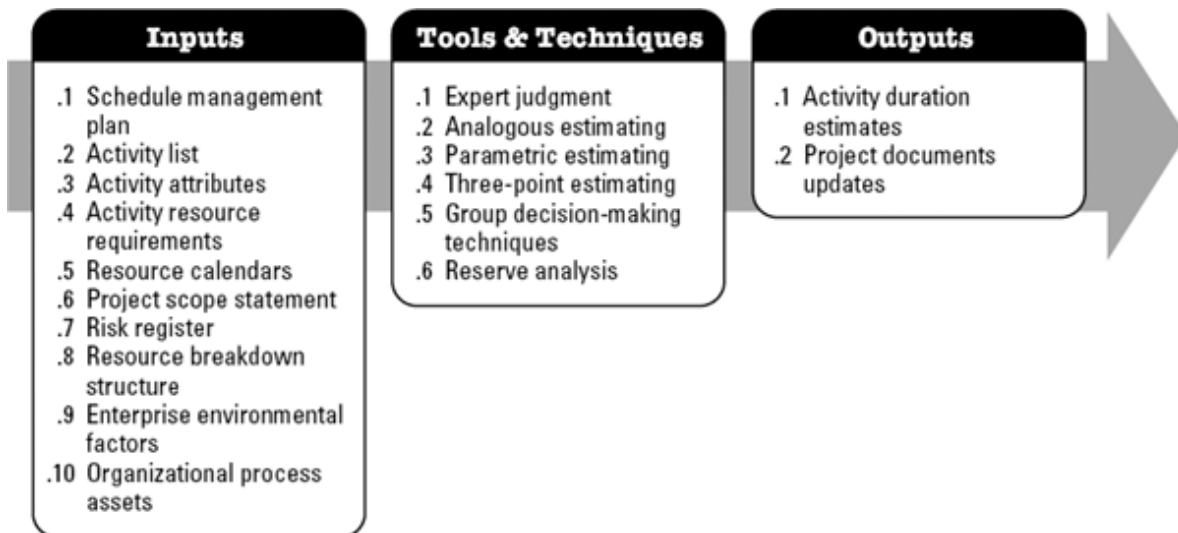 Inputs
.1 Schedule management
plan
.2 Activity list
.3 Activity attributes
.4 Activity resource
requirements
.5 Resource calendars
.6 Project scope statement
.7 Risk register
.8 Resource breakdown
structure
.9 Enterprise environmental
factors
.10 Organizational process
assets
Tools & Techniques
.1 Expert judgment
.2 Analogous estimating
.3 Parametric estimating
.4 Three-point estimating
.5 Group decision-making
techniques
.6 Reserve analysis
Outputs
.1 Activity duration
estimates
.2 Project documents
updates